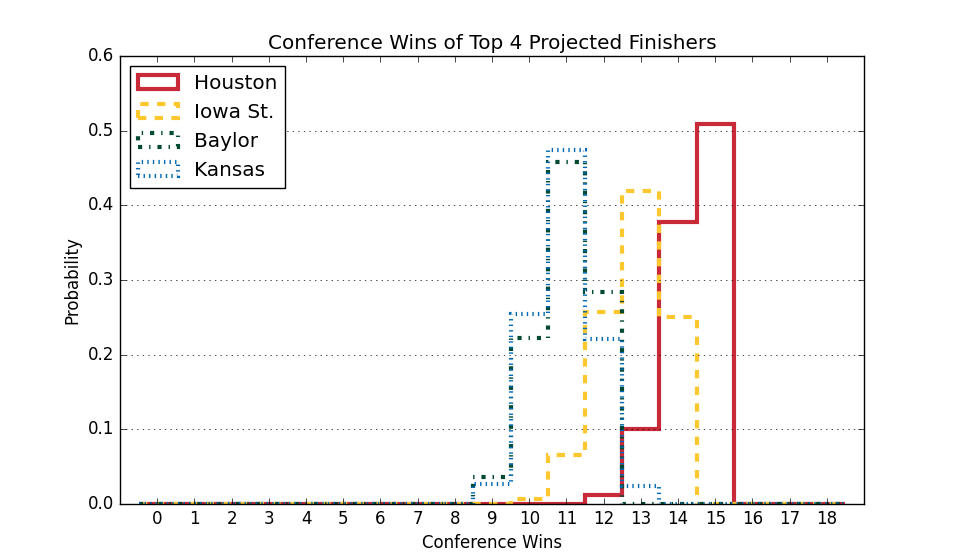 Conference Wins of Top 4 Projected Finishers
Houston
Iowa St.
Baylor
Kansas
0.6
0.5
0.4
0.3
0.2
0.1
0.0
Probability
0 1 2 3 4 5 6 7 8 9 10 11 12 13 14 15 16 17 18
Conference Wins